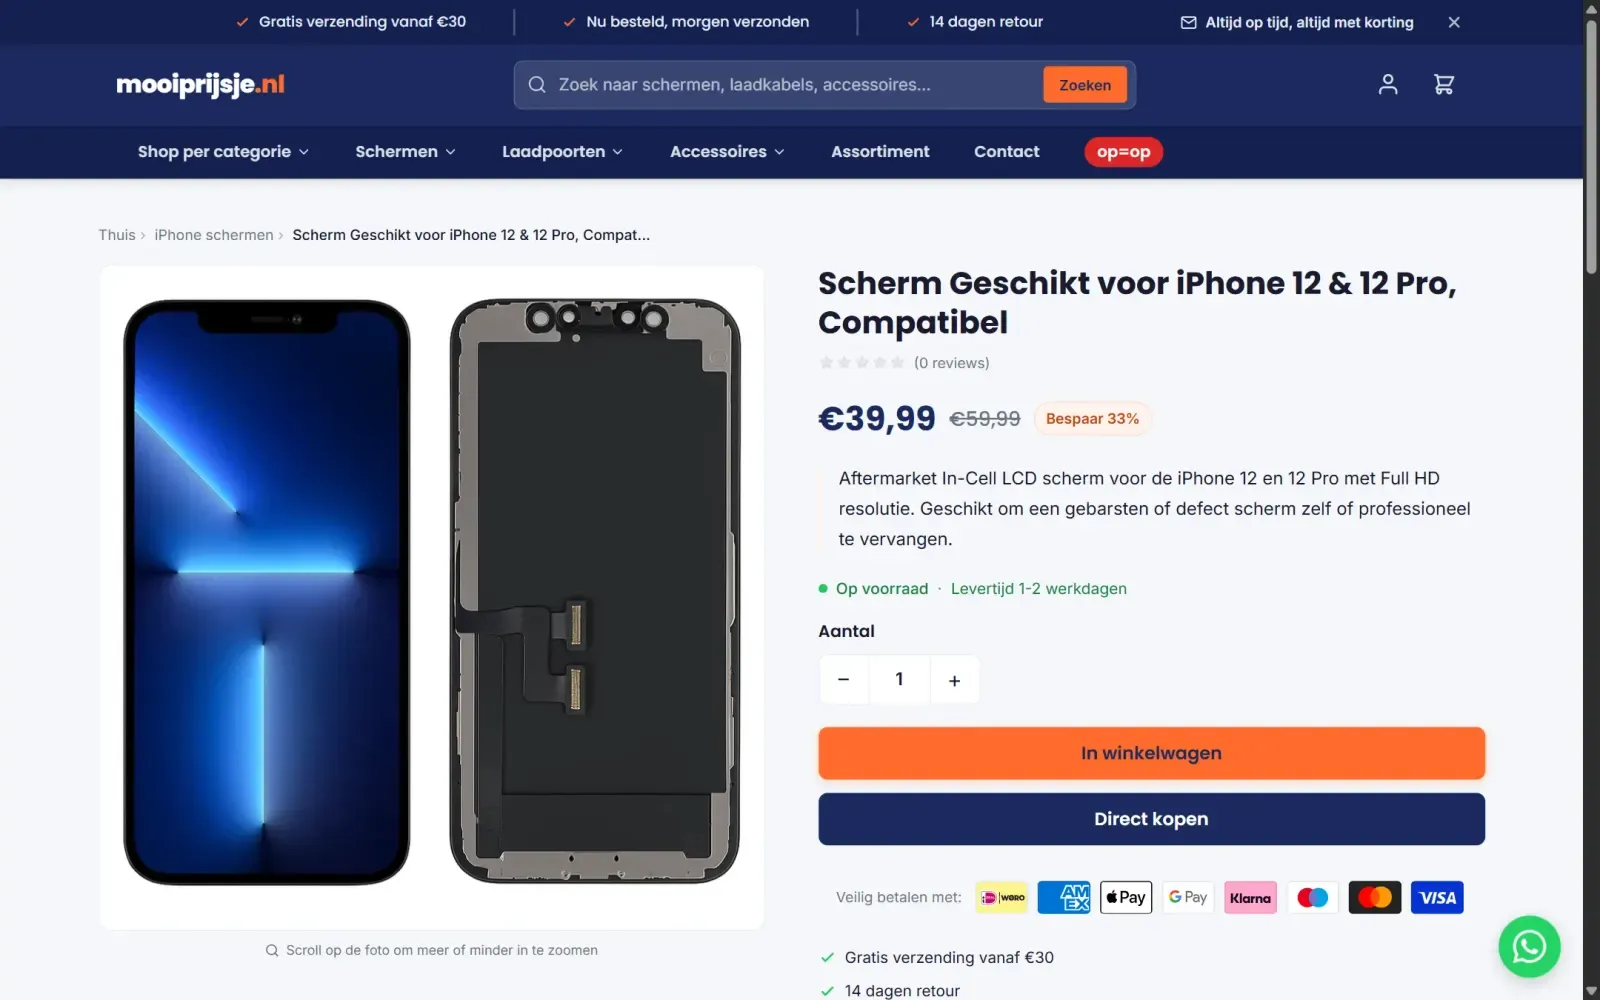 Gratis verzending vanaf €30
Nu besteld, morgen verzonden
14 dagen retour
Altijd op tijd, altijd met korting
mooiprijsje.nl
Zoek naar schermen, laadkabels, accessoires...
Zoeken
Shop per categorie
Schermen
Laadpoorten
Accessoires
Assortiment
Contact
op=op
Thuis › iPhone schermen › Scherm Geschikt voor iPhone 12 & 12 Pro, Compat...
Scherm Geschikt voor iPhone 12 & 12 Pro,
Compatibel
(0 reviews)
€39,99 €59,99 Bespaar 33%
Aftermarket In-Cell LCD scherm voor de iPhone 12 en 12 Pro met Full HD
resolutie. Geschikt om een gebarsten of defect scherm zelf of professioneel
te vervangen.
Op voorraad · Levertijd 1-2 werkdagen
Aantal
− 1 +
In winkelwagen
Direct kopen
Veilig betalen met: iDEAL wero AMEX Pay G Pay Klarna VISA
Scroll op de foto om meer of minder in te zoomen
Gratis verzending vanaf €30
14 dagen retour